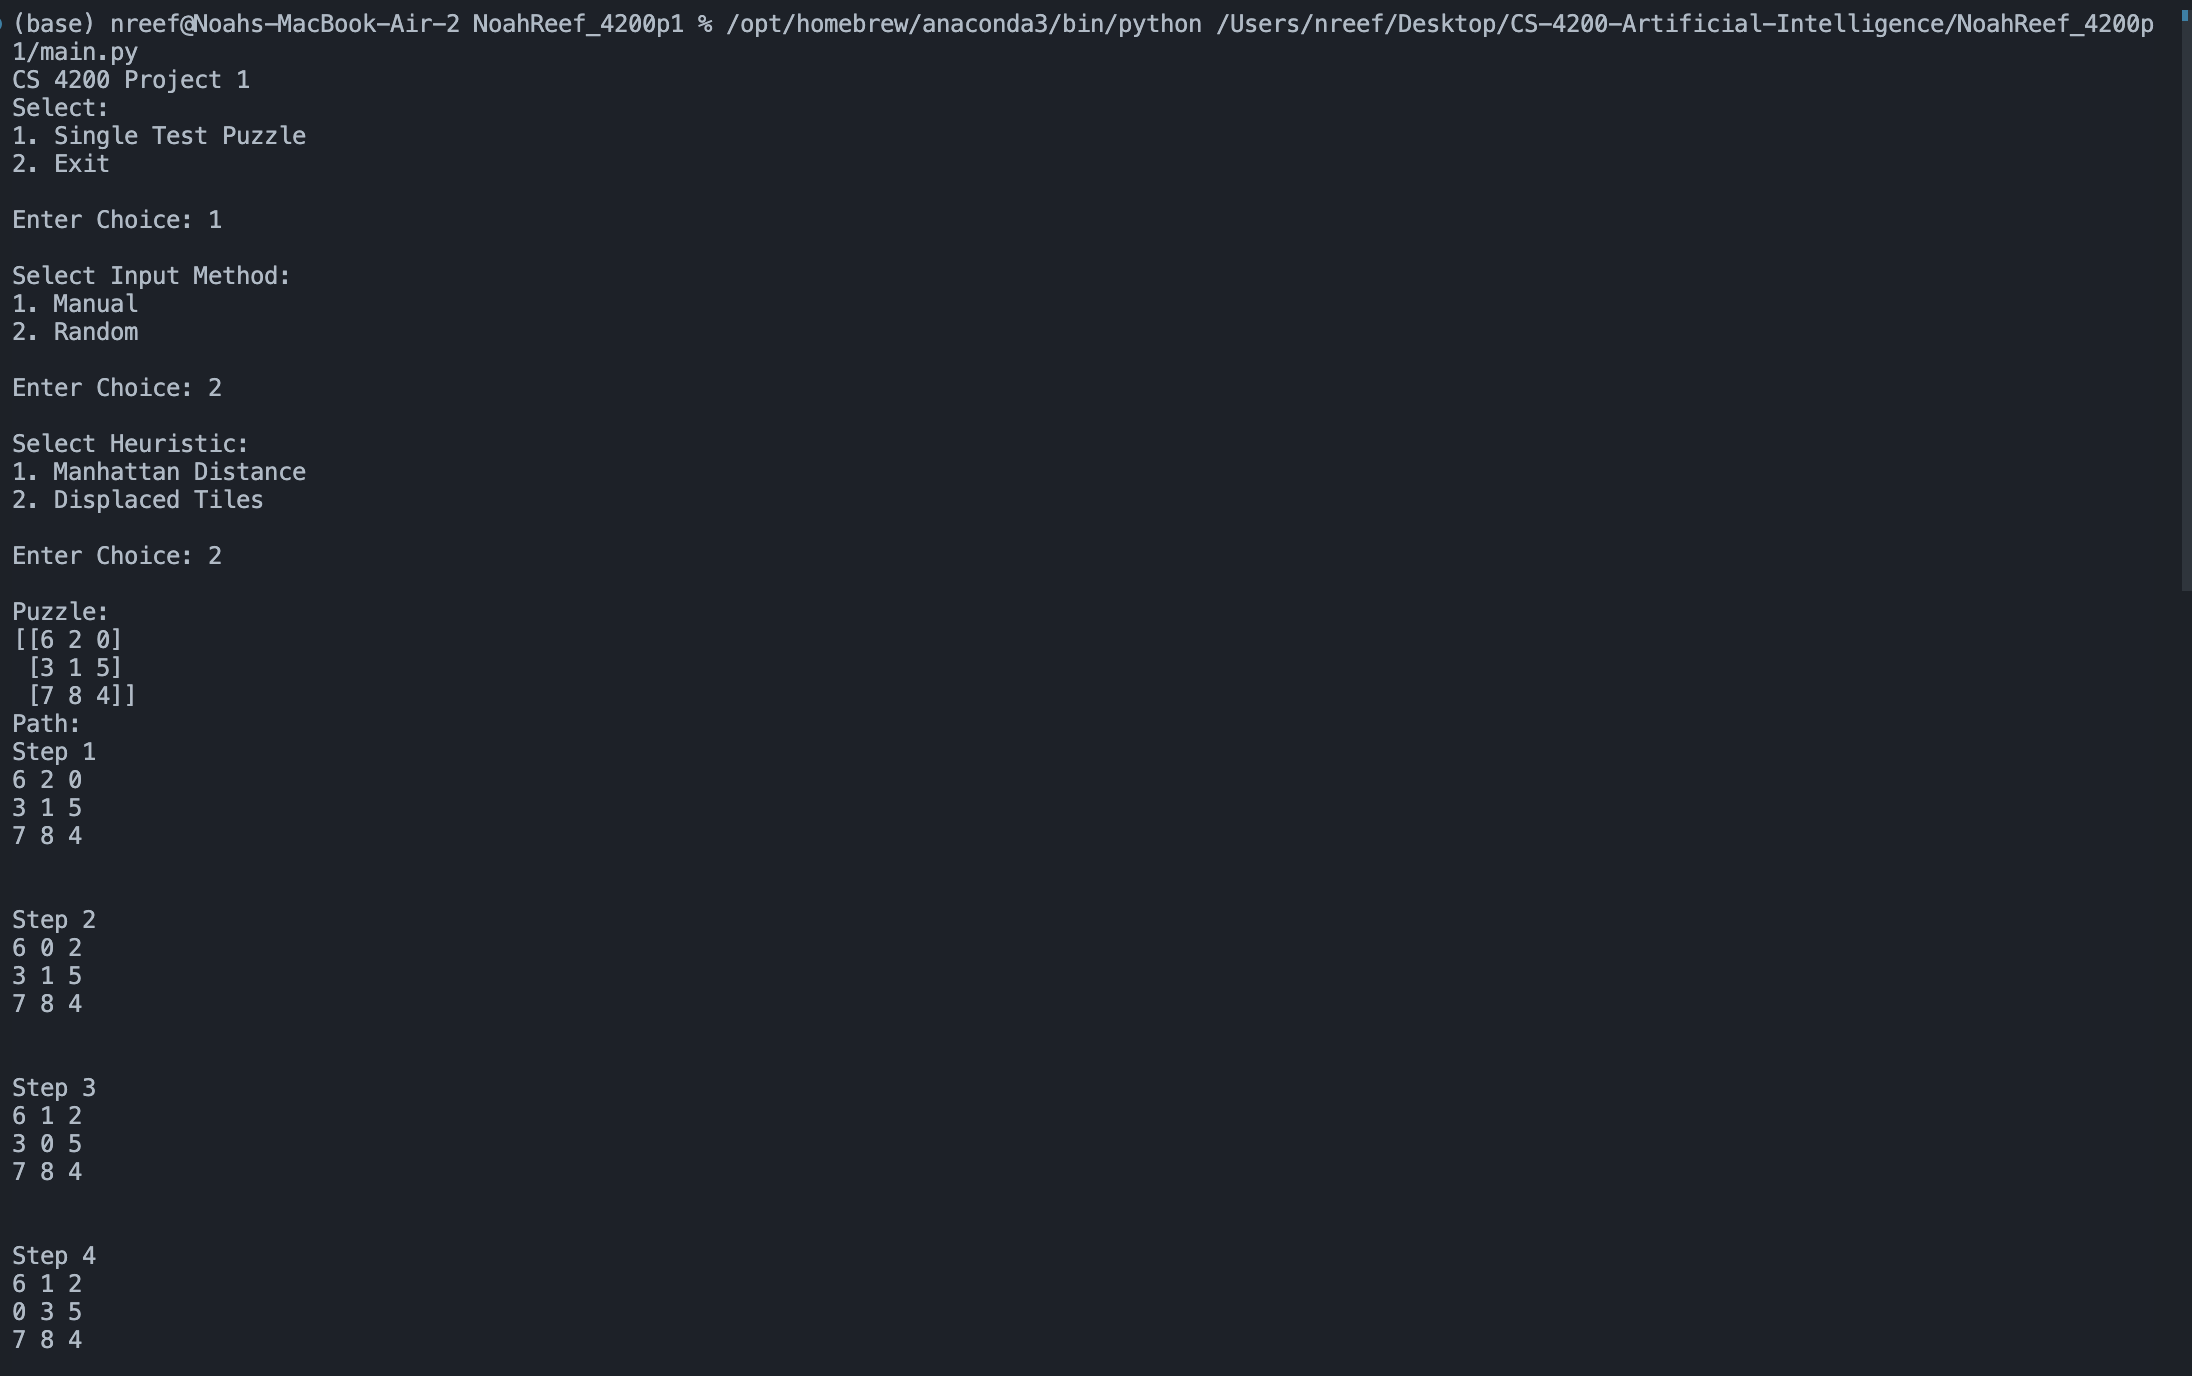 (base) nreef@Noahs-MacBook-Air-2 NoahReef_4200p1 % /opt/homebrew/anaconda3/bin/python /Users/nreef/Desktop/CS-4200-Artificial-Intelligence/NoahReef_4200p
1/main.py
CS 4200 Project 1
Select:
1. Single Test Puzzle
2. Exit

Enter Choice: 1

Select Input Method:
1. Manual
2. Random

Enter Choice: 2

Select Heuristic:
1. Manhattan Distance
2. Displaced Tiles

Enter Choice: 2

Puzzle:
[[6 2 0]
 [3 1 5]
 [7 8 4]]
Path:
Step 1
6 2 0
3 1 5
7 8 4

Step 2
6 0 2
3 1 5
7 8 4

Step 3
6 1 2
3 0 5
7 8 4

Step 4
6 1 2
0 3 5
7 8 4